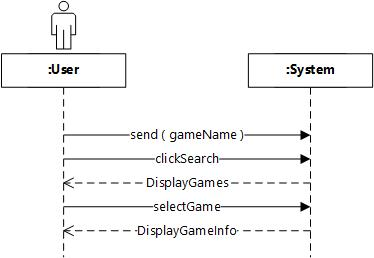 :User
:System
send ( gameName )
clickSearch
DisplayGames
selectGame
DisplayGameInfo